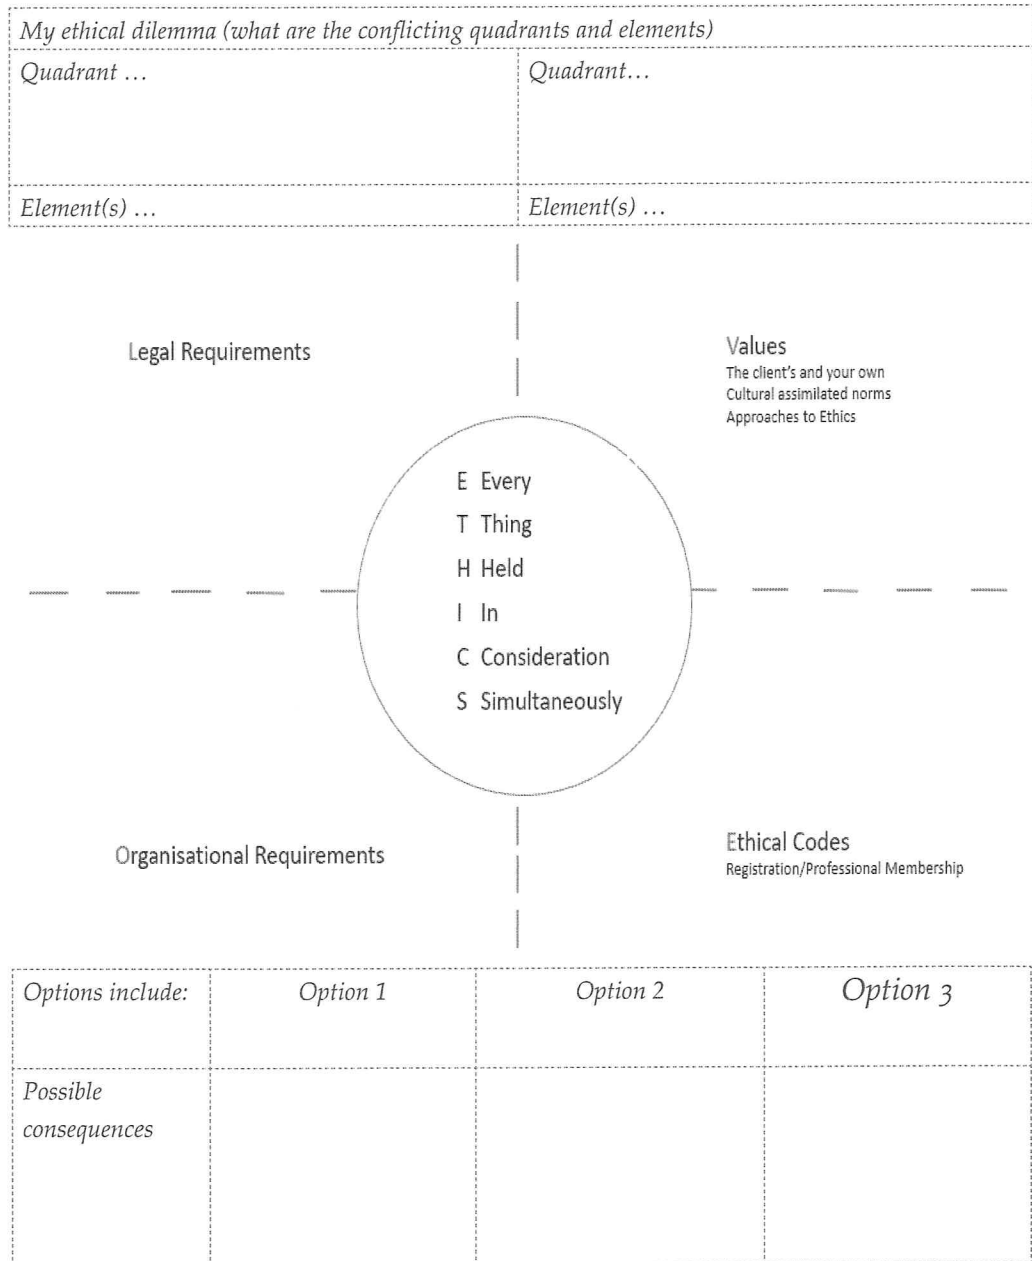 My ethical dilemma (what are the conflicting quadrants and elements)
Quadrant …
Quadrant…
Element(s) …
Element(s) …
Legal Requirements
Values
The client's and your own
Cultural assimilated norms
Approaches to Ethics
E Every
T Thing
H Held
I In
C Consideration
S Simultaneously
Organisational Requirements
Ethical Codes
Registration/Professional Membership
Options include:
Option 1
Option 2
Option 3
Possible
consequences